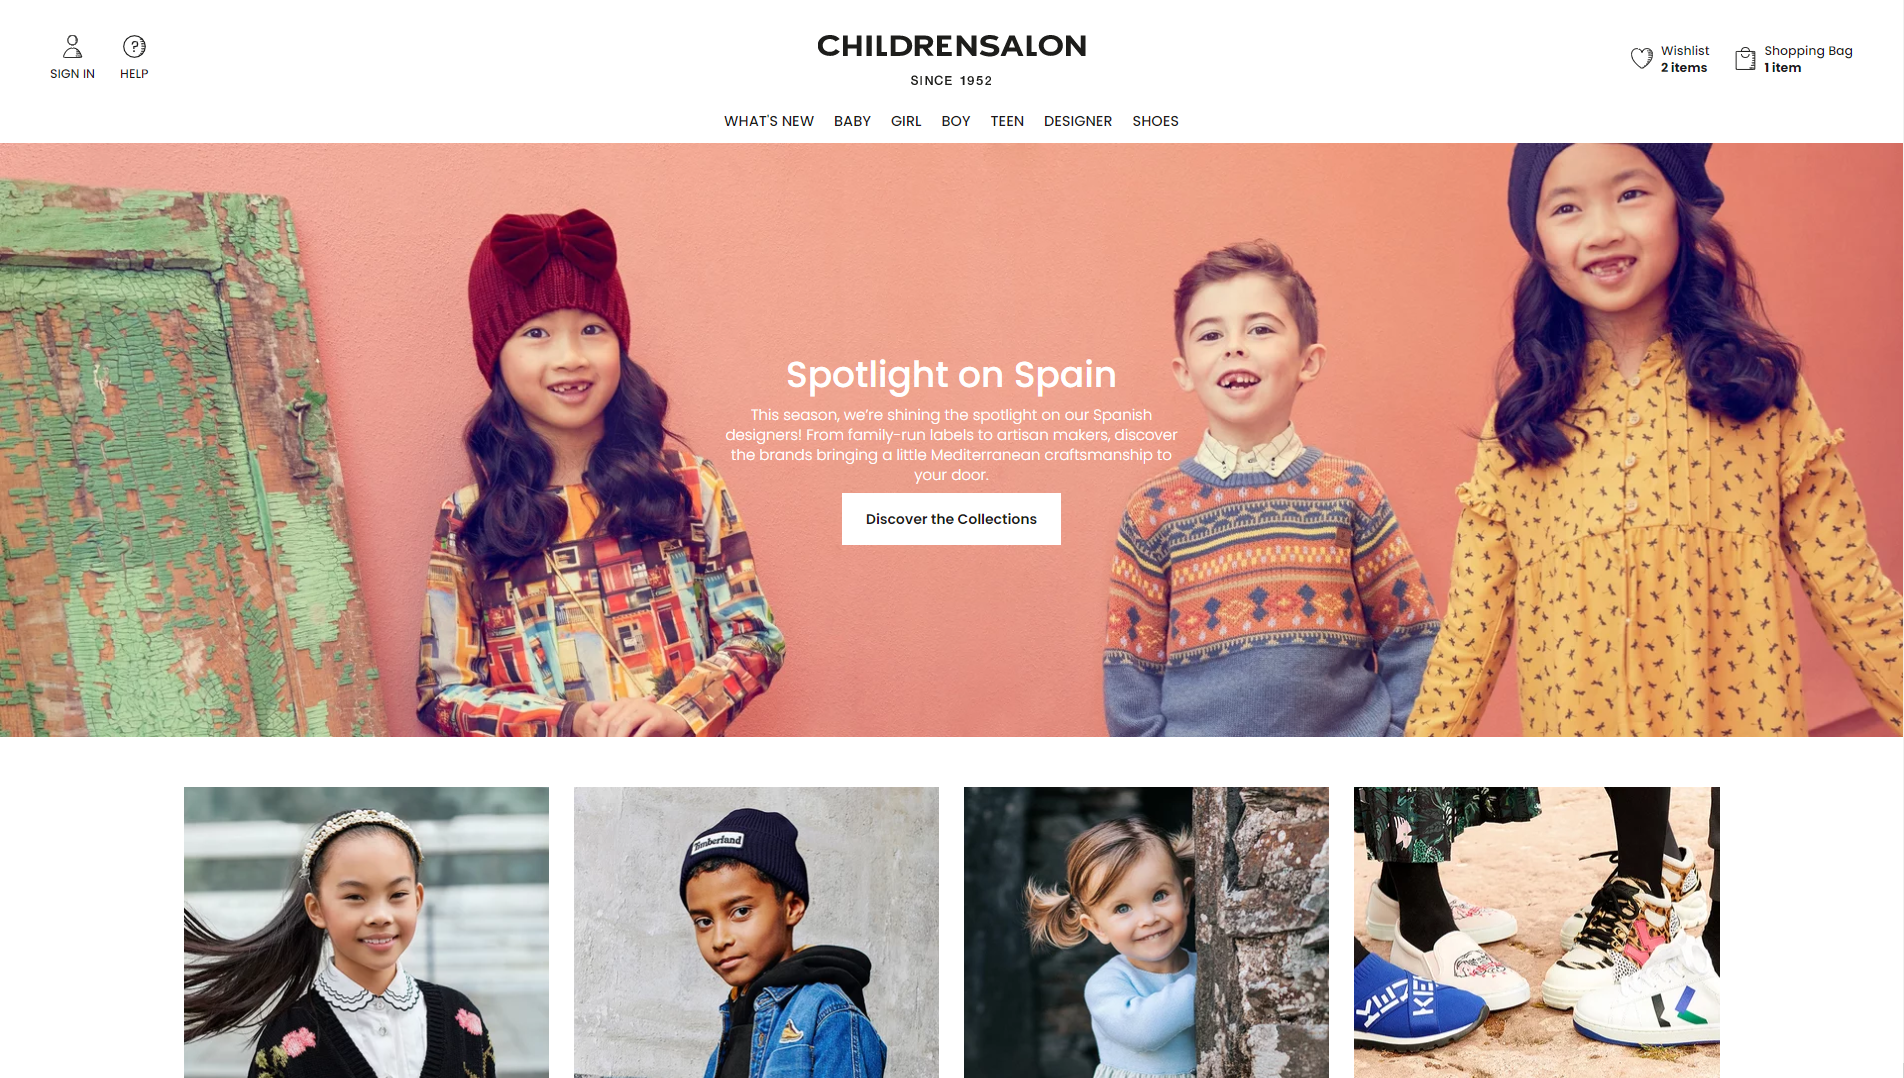 SIGN IN
HELP
CHILDRENSALON
SINCE 1952
Wishlist
2 items
Shopping Bag
1 item
WHAT'S NEW BABY GIRL BOY TEEN DESIGNER SHOES
Spotlight on Spain
This season, we're shining the spotlight on our Spanish
designers! From family-run labels to artisan makers, discover
the brands bringing a little Mediterranean craftsmanship to
your door.
Discover the Collections
Timberland